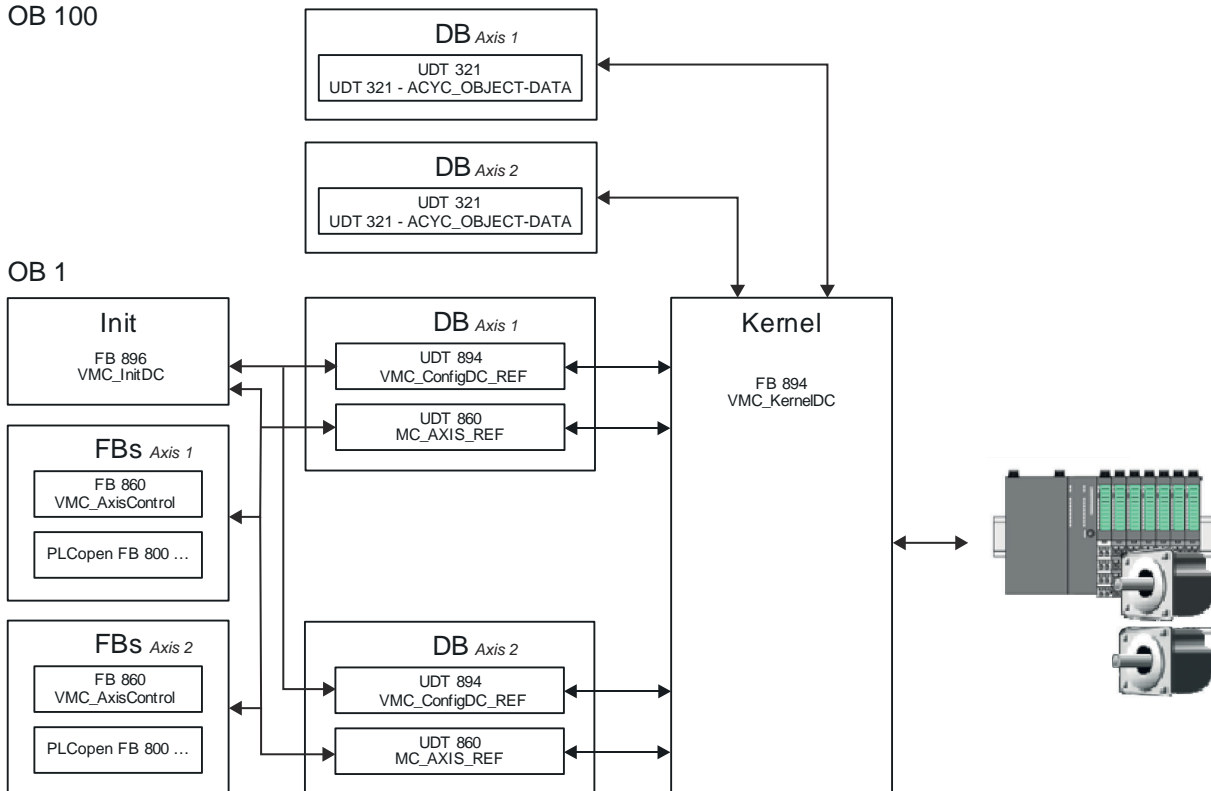 OB 100
DB Axis 1
UDT 321
UDT 321 - ACYC_OBJECT-DATA
DB Axis 2
UDT 321
UDT 321 - ACYC_OBJECT-DATA
OB 1
Init
FB 896
VMC_InitDC
DB Axis 1
UDT 894
VMC_ConfigDC_REF
UDT 860
MC_AXIS_REF
Kernel
FB 894
VMC_KernelDC
FBs Axis 1
FB 860
VMC_AxisControl
PLCopen FB 800 ...
FBs Axis 2
FB 860
VMC_AxisControl
PLCopen FB 800 ...
DB Axis 2
UDT 894
VMC_ConfigDC_REF
UDT 860
MC_AXIS_REF